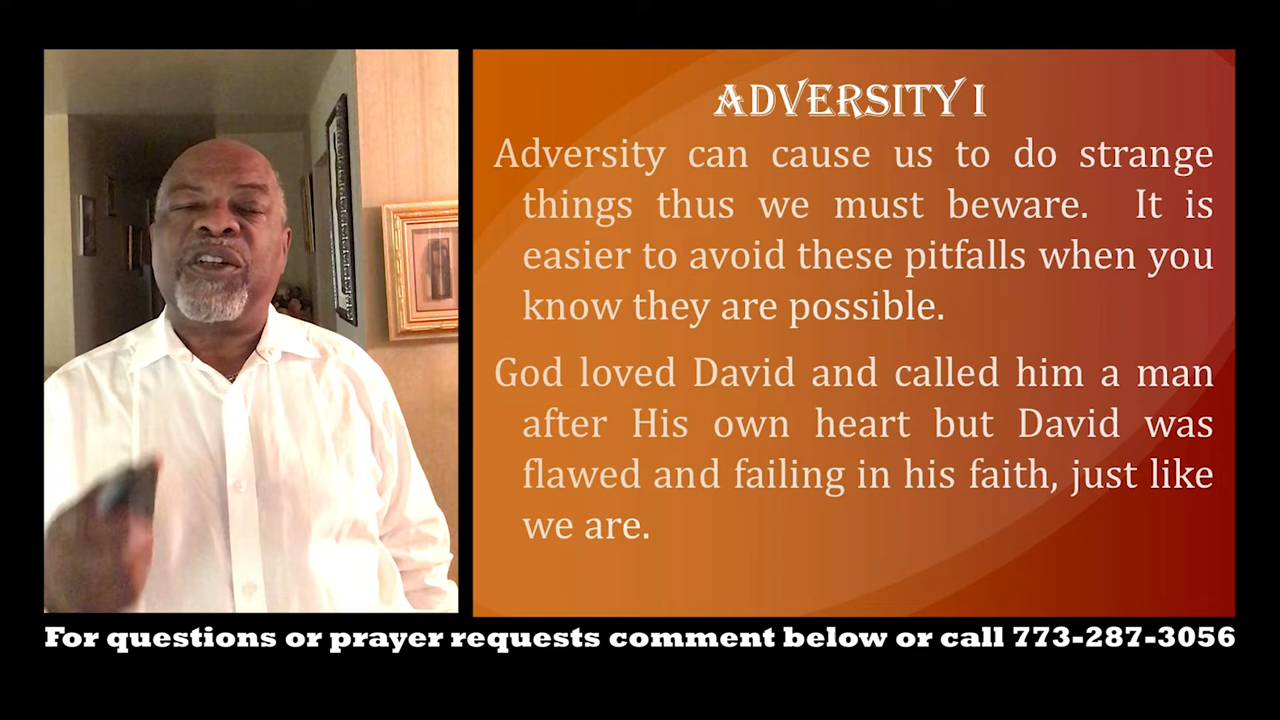 ADVERSITY I
Adversity can cause us to do strange
things thus we must beware. It is
easier to avoid these pitfalls when you
know they are possible.
God loved David and called him a man
after His own heart but David was
flawed and failing in his faith, just like
we are.
For questions or prayer requests comment below or call 773-287-3056